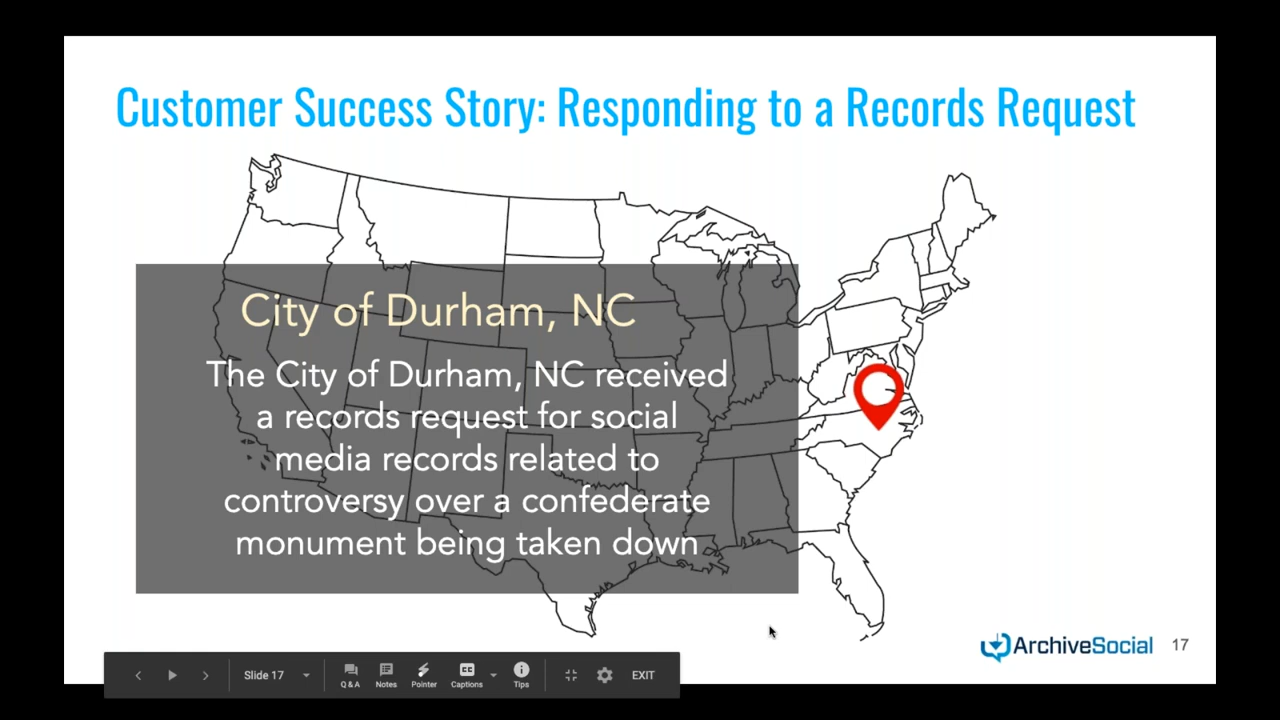 Customer Success Story: Responding to a Records Request
City of Durham, NC
The City of Durham, NC received
a records request for social
media records related to
controversy over a confederate
monument being taken down
ArchiveSocial 17
Slide 17
Q & A
Notes
Pointer
CC
Captions
Tips
EXIT